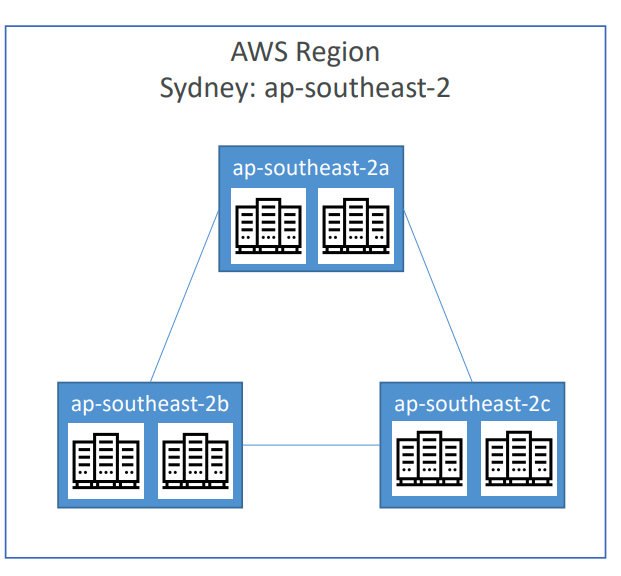 AWS Region
Sydney: ap-southeast-2
ap-southeast-2a
ap-southeast-2b
ap-southeast-2c